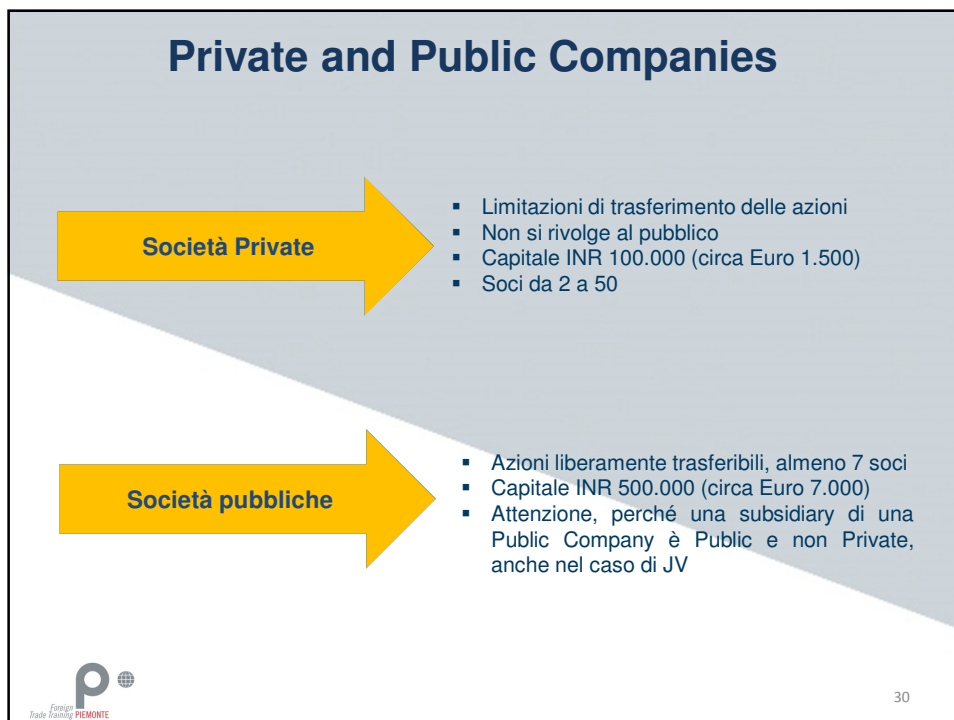 Private and Public Companies
Società Private
▪ Limitazioni di trasferimento delle azioni
▪ Non si rivolge al pubblico
▪ Capitale INR 100.000 (circa Euro 1.500)
▪ Soci da 2 a 50
Società pubbliche
▪ Azioni liberamente trasferibili, almeno 7 soci
▪ Capitale INR 500.000 (circa Euro 7.000)
▪ Attenzione, perché una subsidiary di una
Public Company è Public e non Private,
anche nel caso di JV
p
Foreign
Trade Training PIEMONTE
30